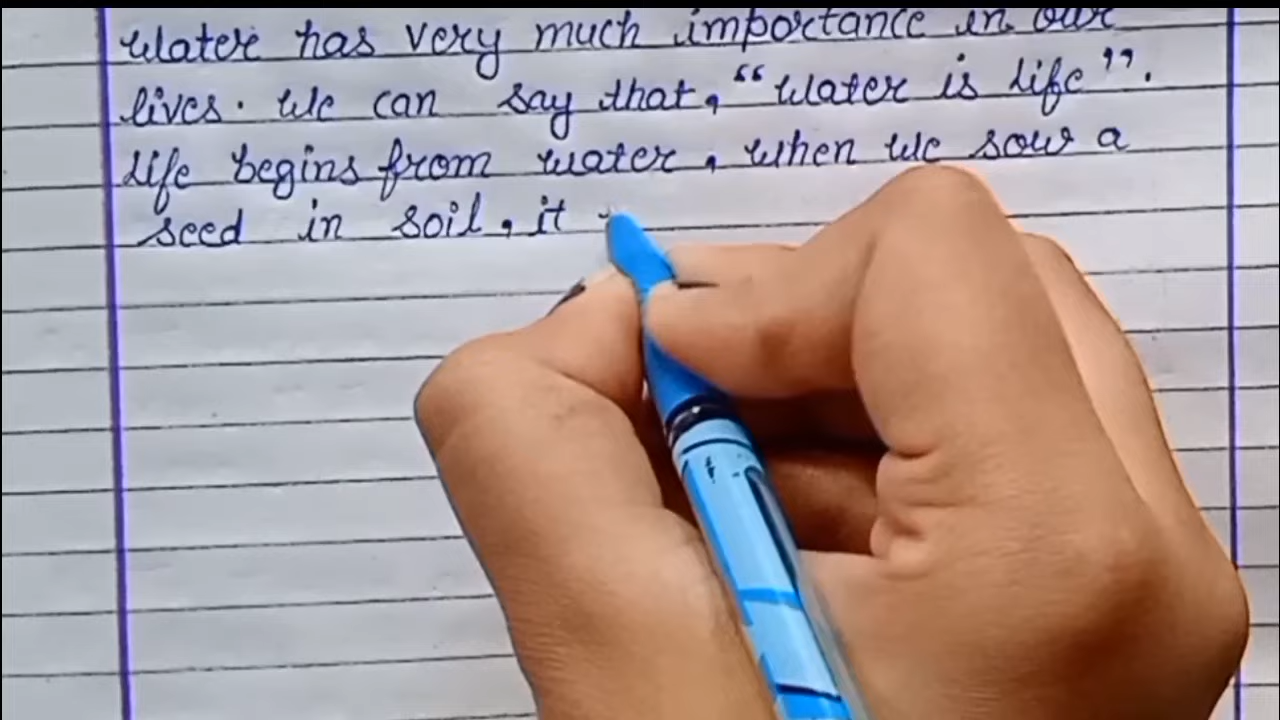 Water has very much importance in our
lives. We can say that, “Water is life”.
Life begins from water, when we sow a
seed in soil, it